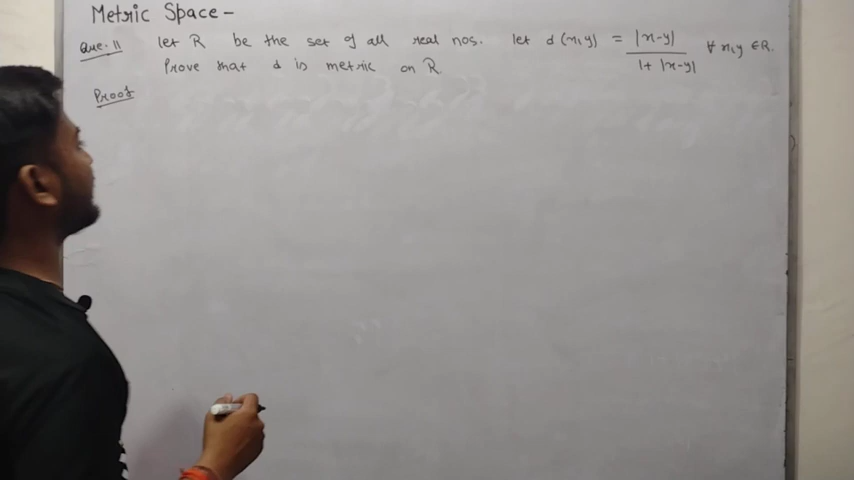 Metric Space -
Que. 11 let R be the set of all real nos. let d(x,y) = |x-y| / 1+ |x-y| ∀ x,y ∈ R.
Prove that d is metric on R
Proof